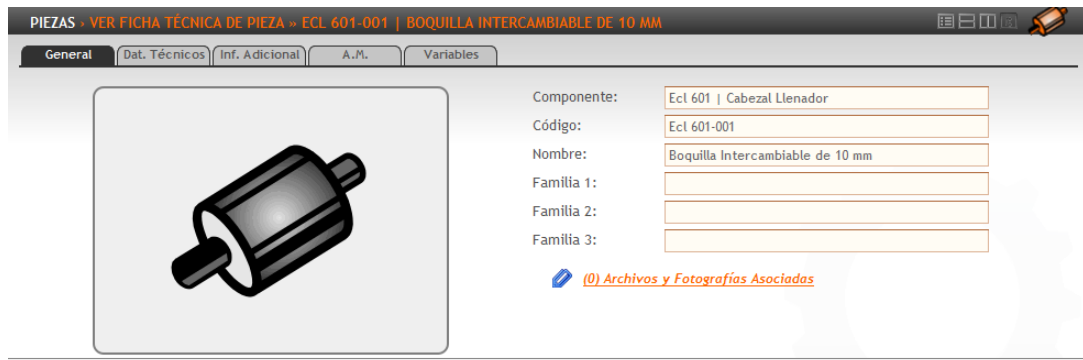 PIEZAS › VER FICHA TÉCNICA DE PIEZA » ECL 601-001 | BOQUILLA INTERCAMBIABLE DE 10 MM
General Dat. Técnicos Inf. Adicional A.M. Variables
Componente: Ecl 601 | Cabezal Llenador
Código: Ecl 601-001
Nombre: Boquilla Intercambiable de 10 mm
Familia 1:
Familia 2:
Familia 3:
(0) Archivos y Fotografías Asociadas